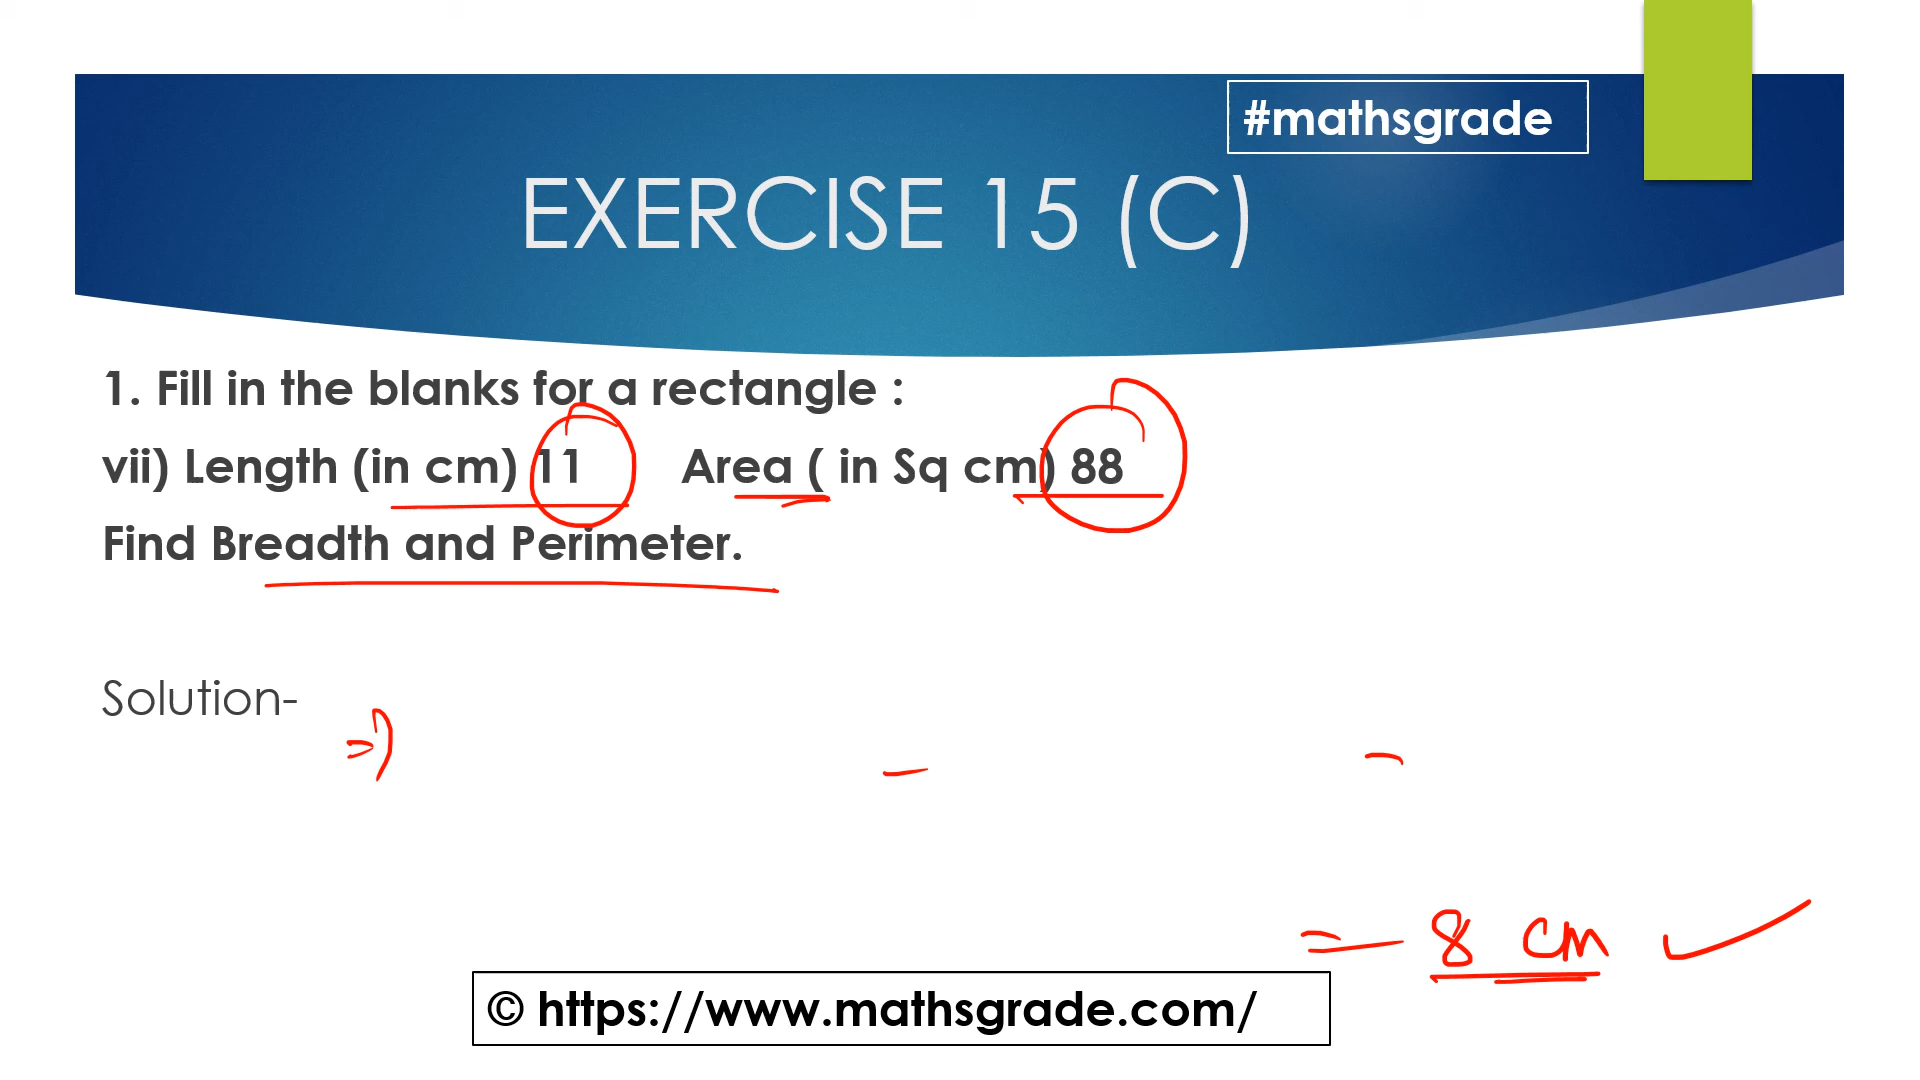 #mathsgrade
EXERCISE 15 (C)
1. Fill in the blanks for a rectangle :
vii) Length (in cm) 11 Area ( in Sq cm) 88
Find Breadth and Perimeter.
Solution-
⇒)
= 8 cm ✓
© https://www.mathsgrade.com/